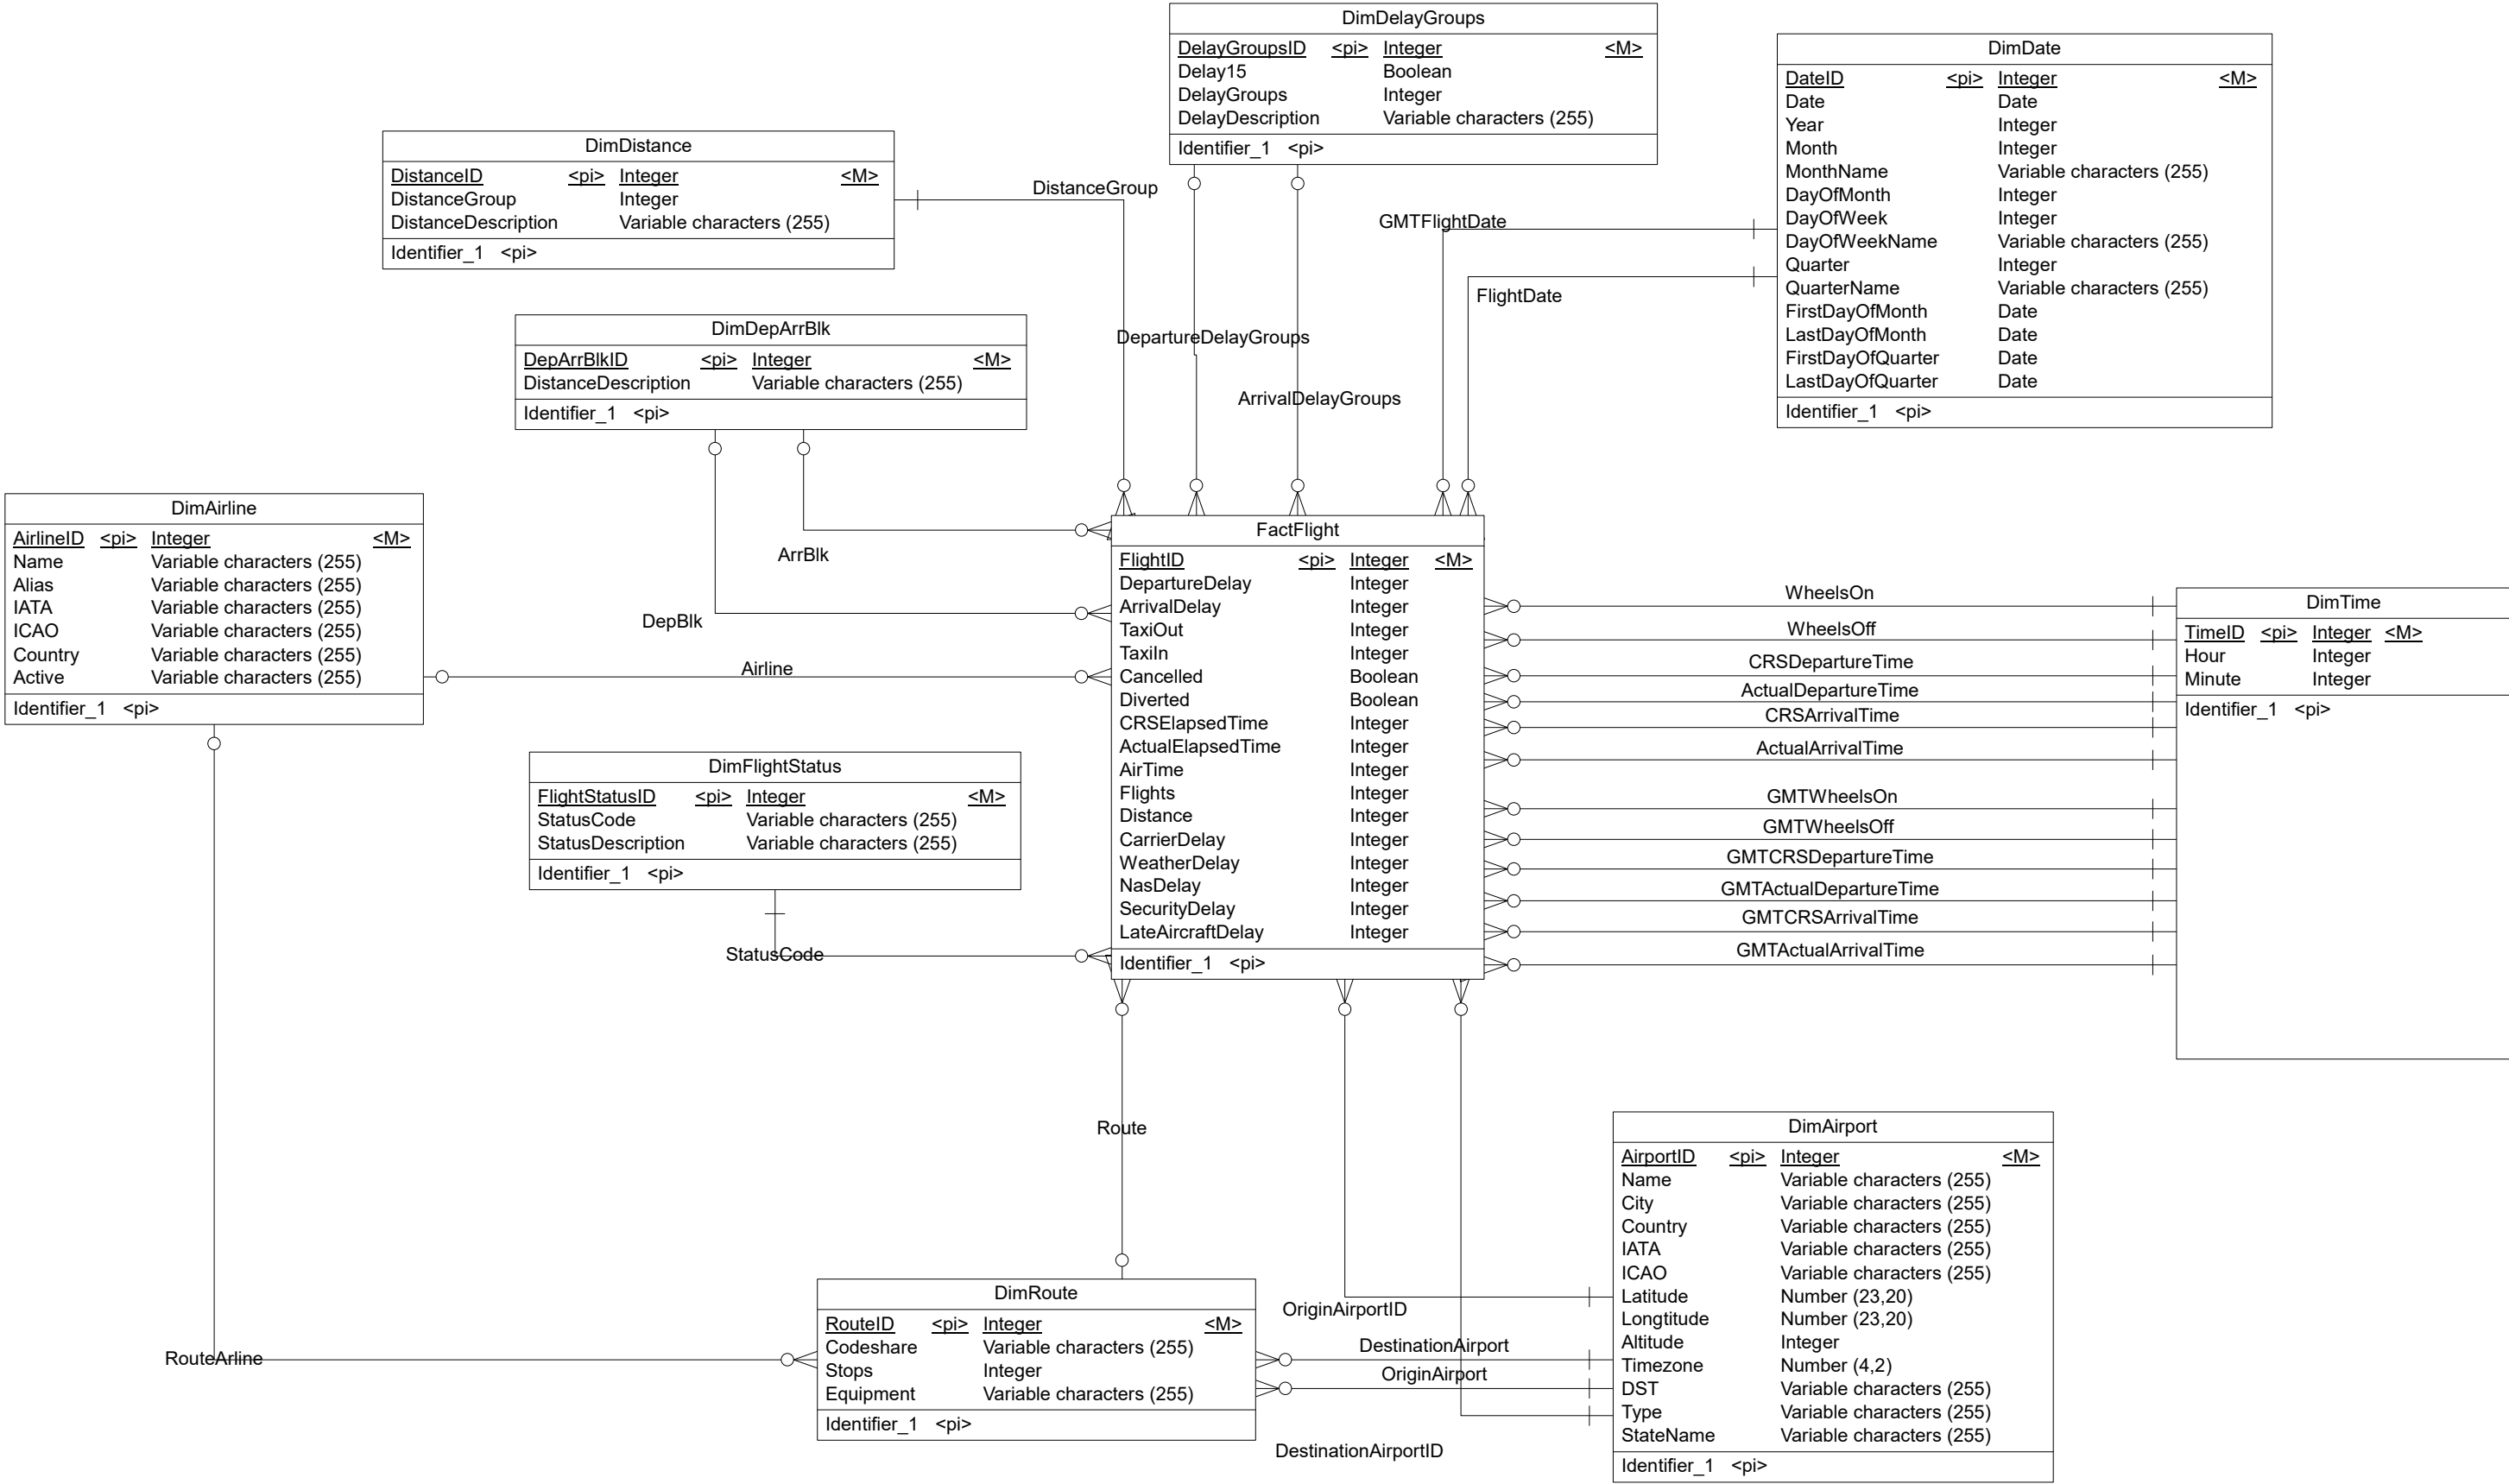 DimDelayGroups
DelayGroupsID <pi> Integer <M>
Delay15 Boolean
DelayGroups Integer
DelayDescription Variable characters (255)
Identifier_1 <pi>
DimDate
DateID <pi> Integer <M>
Date Date
Year Integer
Month Integer
MonthName Variable characters (255)
DayOfMonth Integer
DayOfWeek Integer
DayOfWeekName Variable characters (255)
Quarter Integer
QuarterName Variable characters (255)
FirstDayOfMonth Date
LastDayOfMonth Date
FirstDayOfQuarter Date
LastDayOfQuarter Date
Identifier_1 <pi>
DimDistance
DistanceID <pi> Integer <M>
DistanceGroup Integer
DistanceDescription Variable characters (255)
Identifier_1 <pi>
DistanceGroup
GMTFlightDate
FlightDate
DepartureDelayGroups
ArrivalDelayGroups
DimDepArrBlk
DepArrBlkID <pi> Integer <M>
DistanceDescription Variable characters (255)
Identifier_1 <pi>
ArrBlk
DepBlk
DimAirline
AirlineID <pi> Integer <M>
Name Variable characters (255)
Alias Variable characters (255)
IATA Variable characters (255)
ICAO Variable characters (255)
Country Variable characters (255)
Active Variable characters (255)
Identifier_1 <pi>
Airline
FactFlight
FlightID <pi> Integer <M>
DepartureDelay Integer
ArrivalDelay Integer
TaxiOut Integer
TaxiIn Integer
Cancelled Boolean
Diverted Boolean
CRSElapsedTime Integer
ActualElapsedTime Integer
AirTime Integer
Flights Integer
Distance Integer
CarrierDelay Integer
WeatherDelay Integer
NasDelay Integer
SecurityDelay Integer
LateAircraftDelay Integer
Identifier_1 <pi>
WheelsOn
WheelsOff
CRSDepartureTime
ActualDepartureTime
CRSArrivalTime
ActualArrivalTime
GMTWheelsOn
GMTWheelsOff
GMTCRSDepartureTime
GMTActualDepartureTime
GMTCRSArrivalTime
GMTActualArrivalTime
DimTime
TimeID <pi> Integer <M>
Hour Integer
Minute Integer
Identifier_1 <pi>
DimFlightStatus
FlightStatusID <pi> Integer <M>
StatusCode Variable characters (255)
StatusDescription Variable characters (255)
Identifier_1 <pi>
StatusCode
Route
DimAirport
AirportID <pi> Integer <M>
Name Variable characters (255)
City Variable characters (255)
Country Variable characters (255)
IATA Variable characters (255)
ICAO Variable characters (255)
Latitude Number (23,20)
Longtitude Number (23,20)
Altitude Integer
Timezone Number (4,2)
DST Variable characters (255)
Type Variable characters (255)
StateName Variable characters (255)
Identifier_1 <pi>
DimRoute
RouteID <pi> Integer <M>
Codeshare Variable characters (255)
Stops Integer
Equipment Variable characters (255)
Identifier_1 <pi>
RouteArline
OriginAirportID
DestinationAirport
OriginAirport
DestinationAirportID